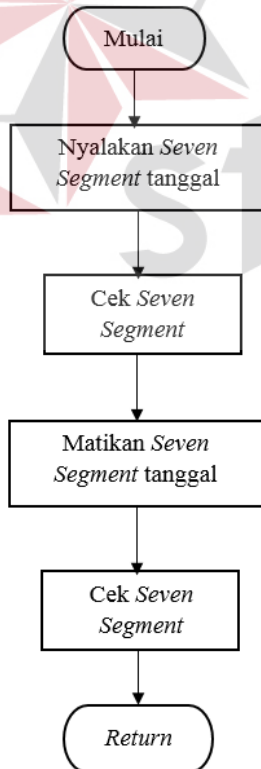 Mulai
Nyalakan Seven
Segment tanggal
Cek Seven
Segment
Matikan Seven
Segment tanggal
Cek Seven
Segment
Return